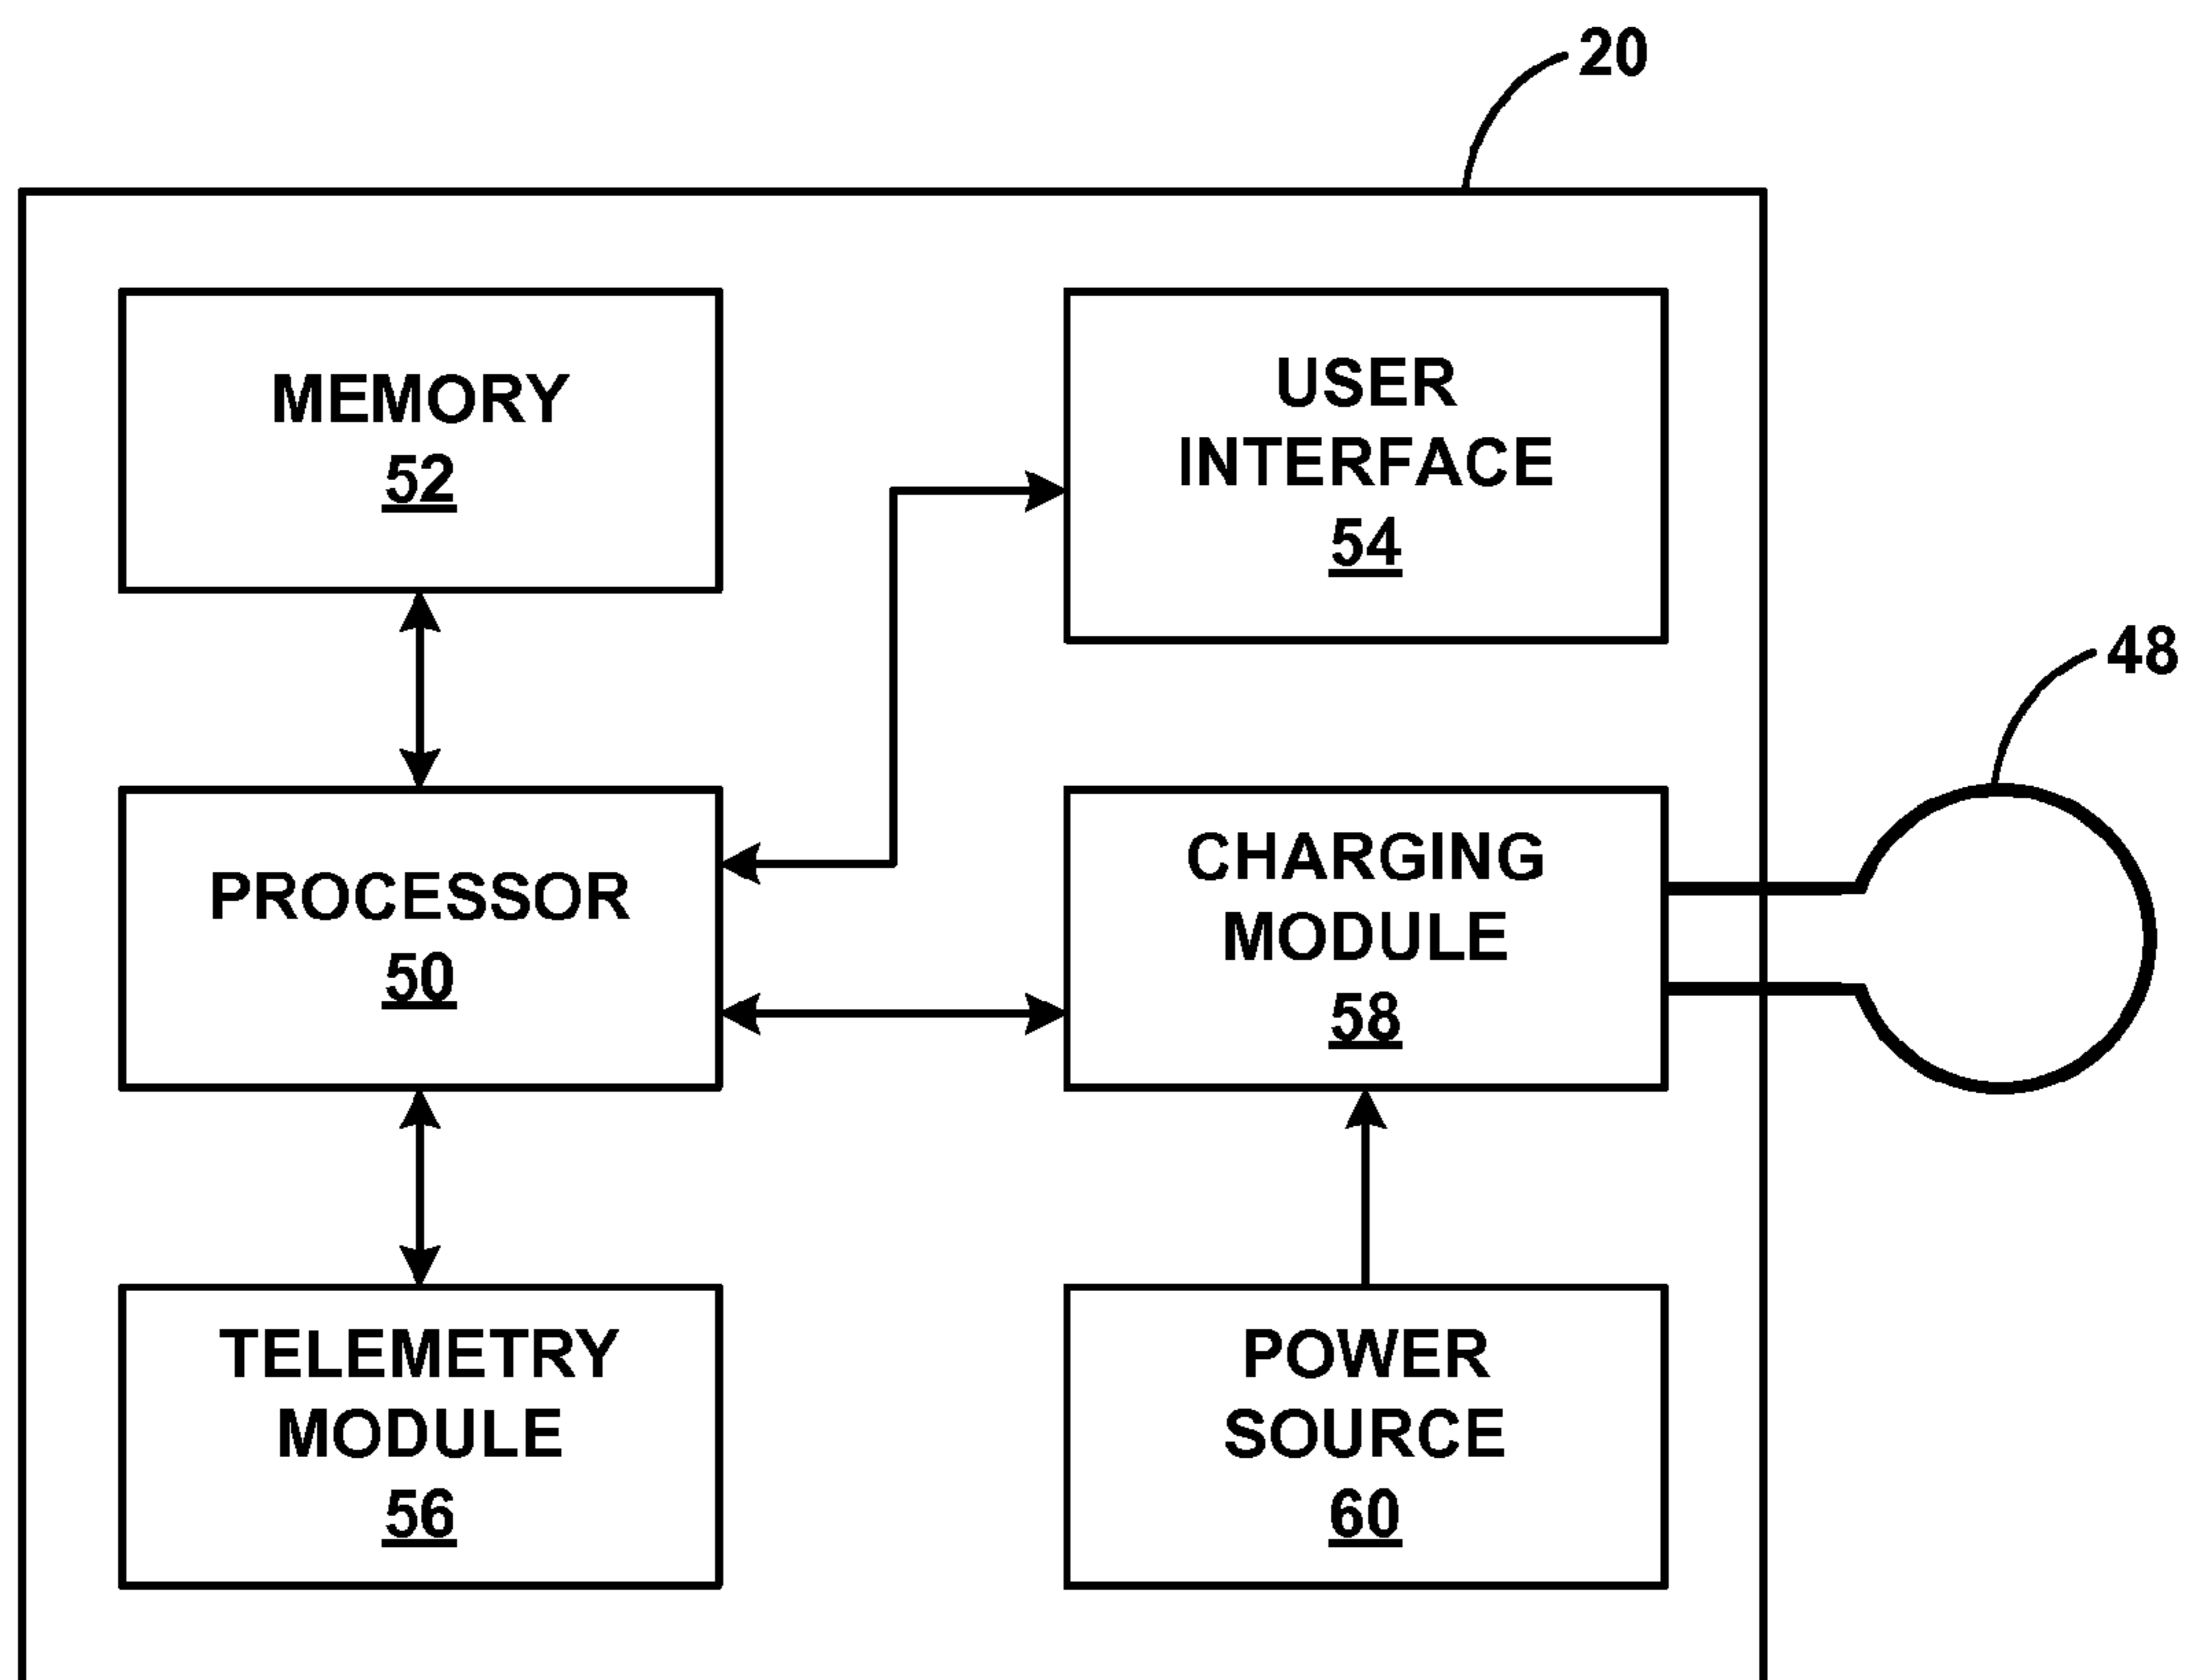 20
MEMORY
52
USER
INTERFACE
54
48
PROCESSOR
50
CHARGING
MODULE
58
TELEMETRY
MODULE
56
POWER
SOURCE
60